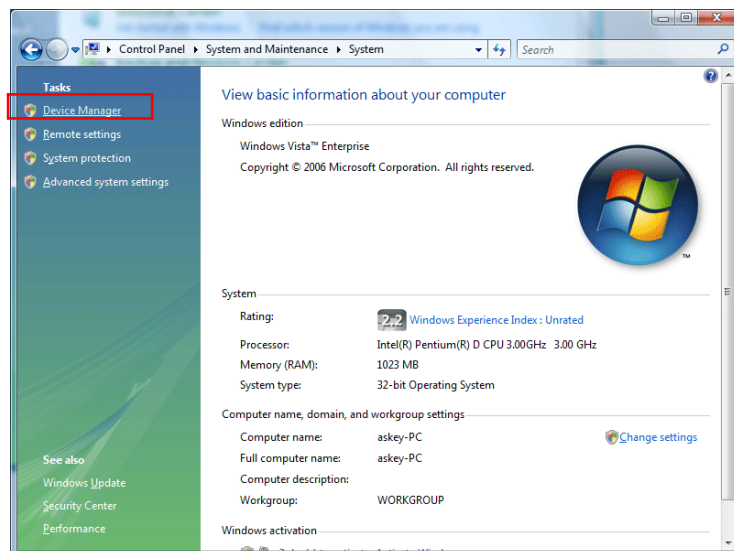 Control Panel ▸ System and Maintenance ▸ System
Search
Tasks
Device Manager
Remote settings
System protection
Advanced system settings
See also
Windows Update
Security Center
Performance
View basic information about your computer
Windows edition
Windows Vista™ Enterprise
Copyright © 2006 Microsoft Corporation. All rights reserved.
TM
System
Rating: 2,2 Windows Experience Index : Unrated
Processor: Intel(R) Pentium(R) D CPU 3.00GHz 3.00 GHz
Memory (RAM): 1023 MB
System type: 32-bit Operating System
Computer name, domain, and workgroup settings
Computer name: askey-PC
Change settings
Full computer name: askey-PC
Computer description:
Workgroup: WORKGROUP
Windows activation